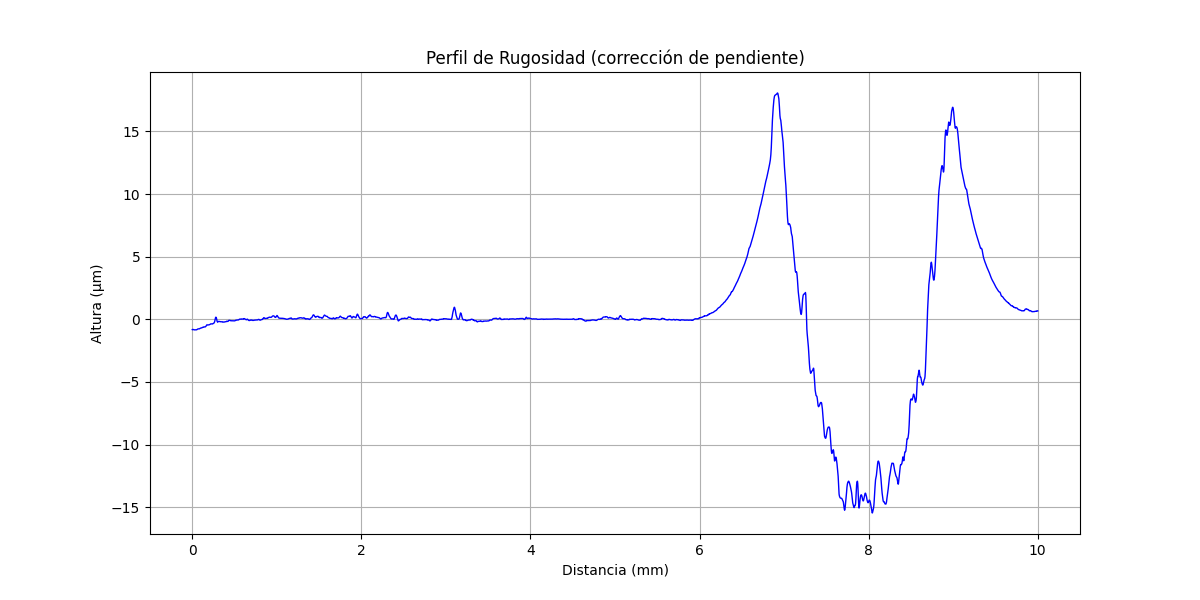 Perfil de Rugosidad (corrección de pendiente)
Altura (µm)
15
10
5
0
−5
−10
−15
0 2 4 6 8 10
Distancia (mm)